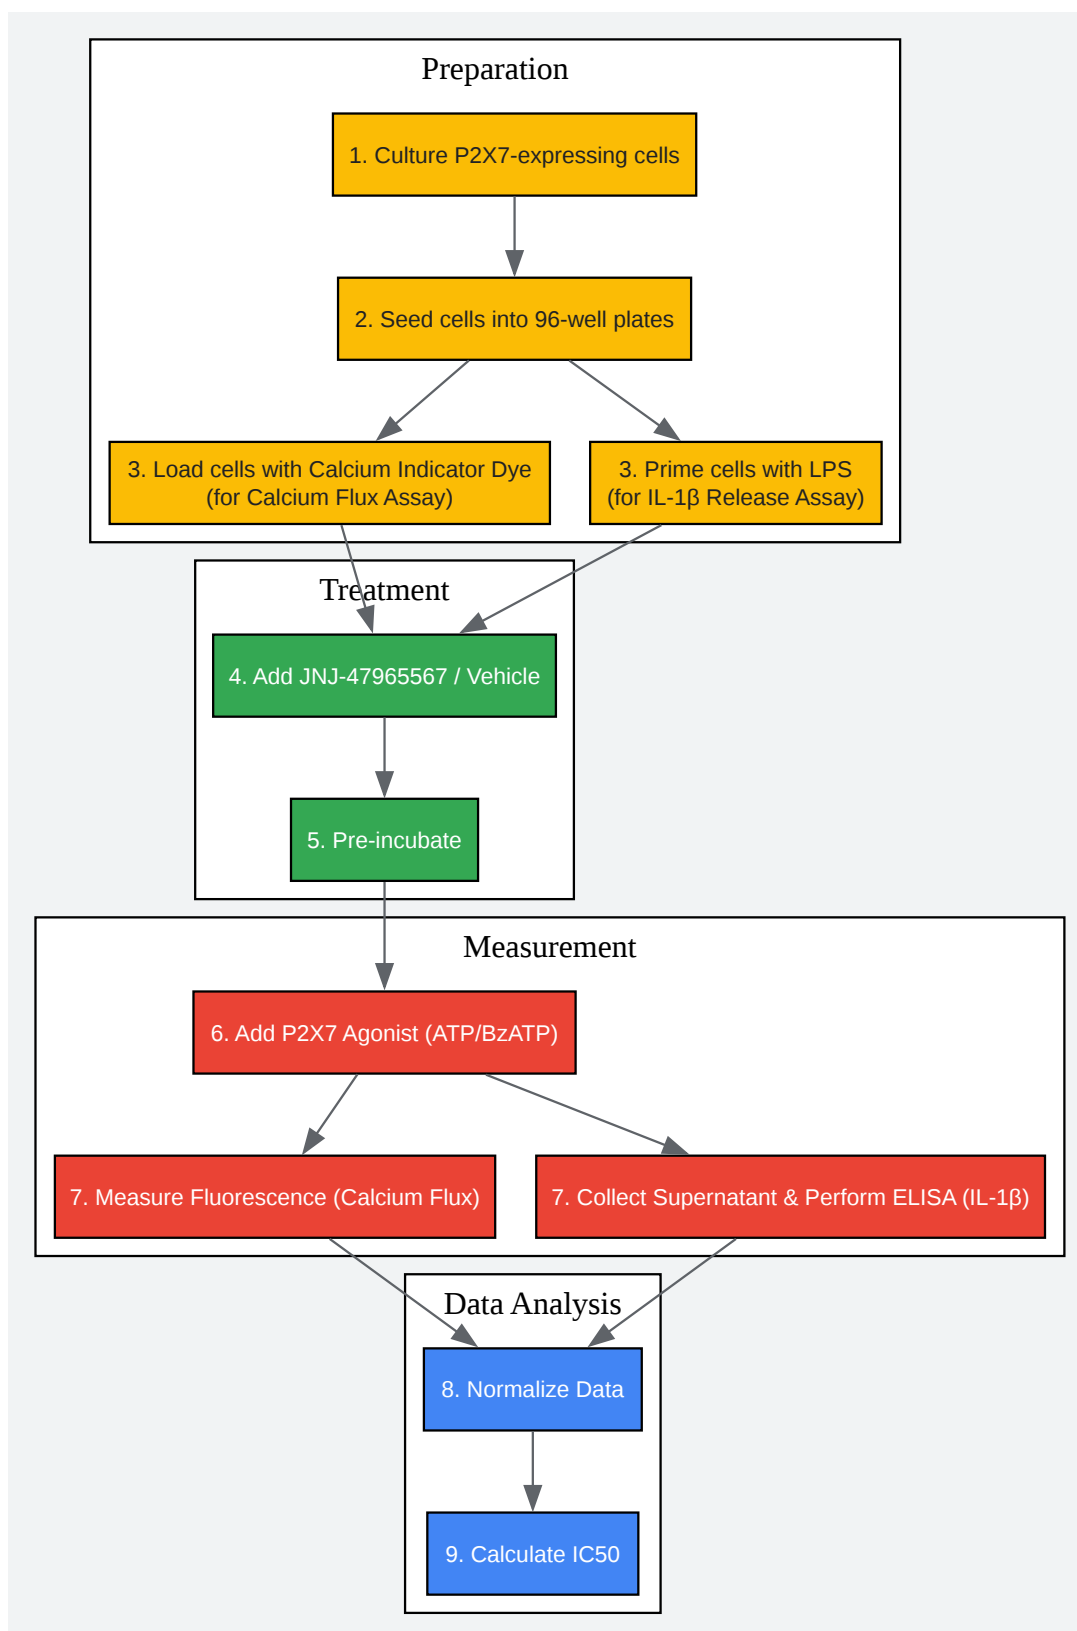 Preparation
1. Culture P2X7-expressing cells
2. Seed cells into 96-well plates
3. Load cells with Calcium Indicator Dye
(for Calcium Flux Assay)
3. Prime cells with LPS
(for IL-1β Release Assay)
Treatment
4. Add JNJ-47965567 / Vehicle
5. Pre-incubate
Measurement
6. Add P2X7 Agonist (ATP/BzATP)
7. Measure Fluorescence (Calcium Flux)
7. Collect Supernatant & Perform ELISA (IL-1β)
Data Analysis
8. Normalize Data
9. Calculate IC50